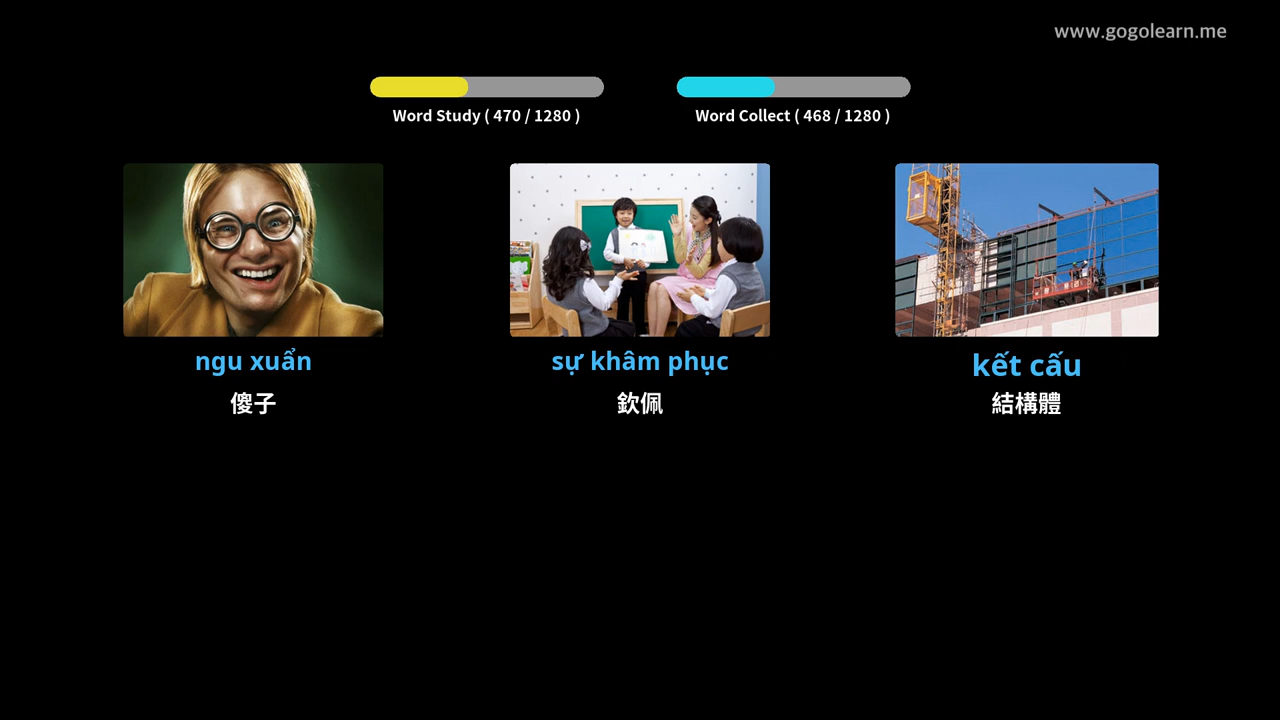 www.gogolearn.me
Word Study ( 470 / 1280 )
Word Collect ( 468 / 1280 )
ngu xuẩn
sự khâm phục
kết cấu
傻子
欽佩
結構體